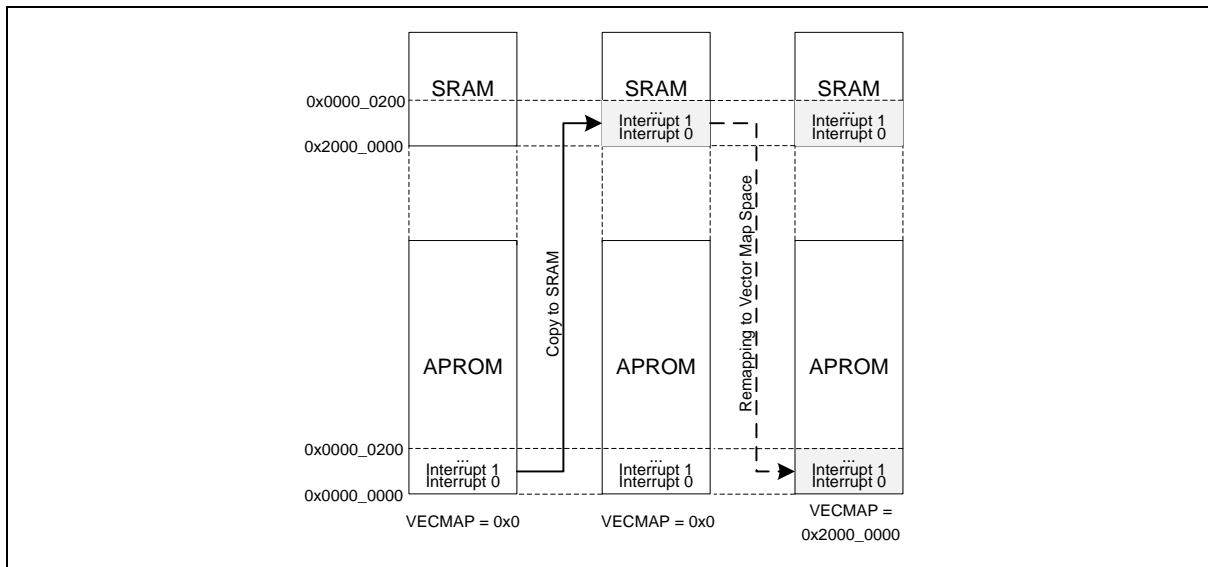 SRAM
SRAM
SRAM
0x0000_0200
...
...
Interrupt 1
Interrupt 1
Interrupt 0
Interrupt 0
0x2000_0000
Copy to SRAM
Remapping to Vector Map Space
APROM
APROM
APROM
0x0000_0200
...
...
...
Interrupt 1
Interrupt 1
Interrupt 1
Interrupt 0
Interrupt 0
Interrupt 0
0x0000_0000
VECMAP = 0x0
VECMAP = 0x0
VECMAP =
0x2000_0000